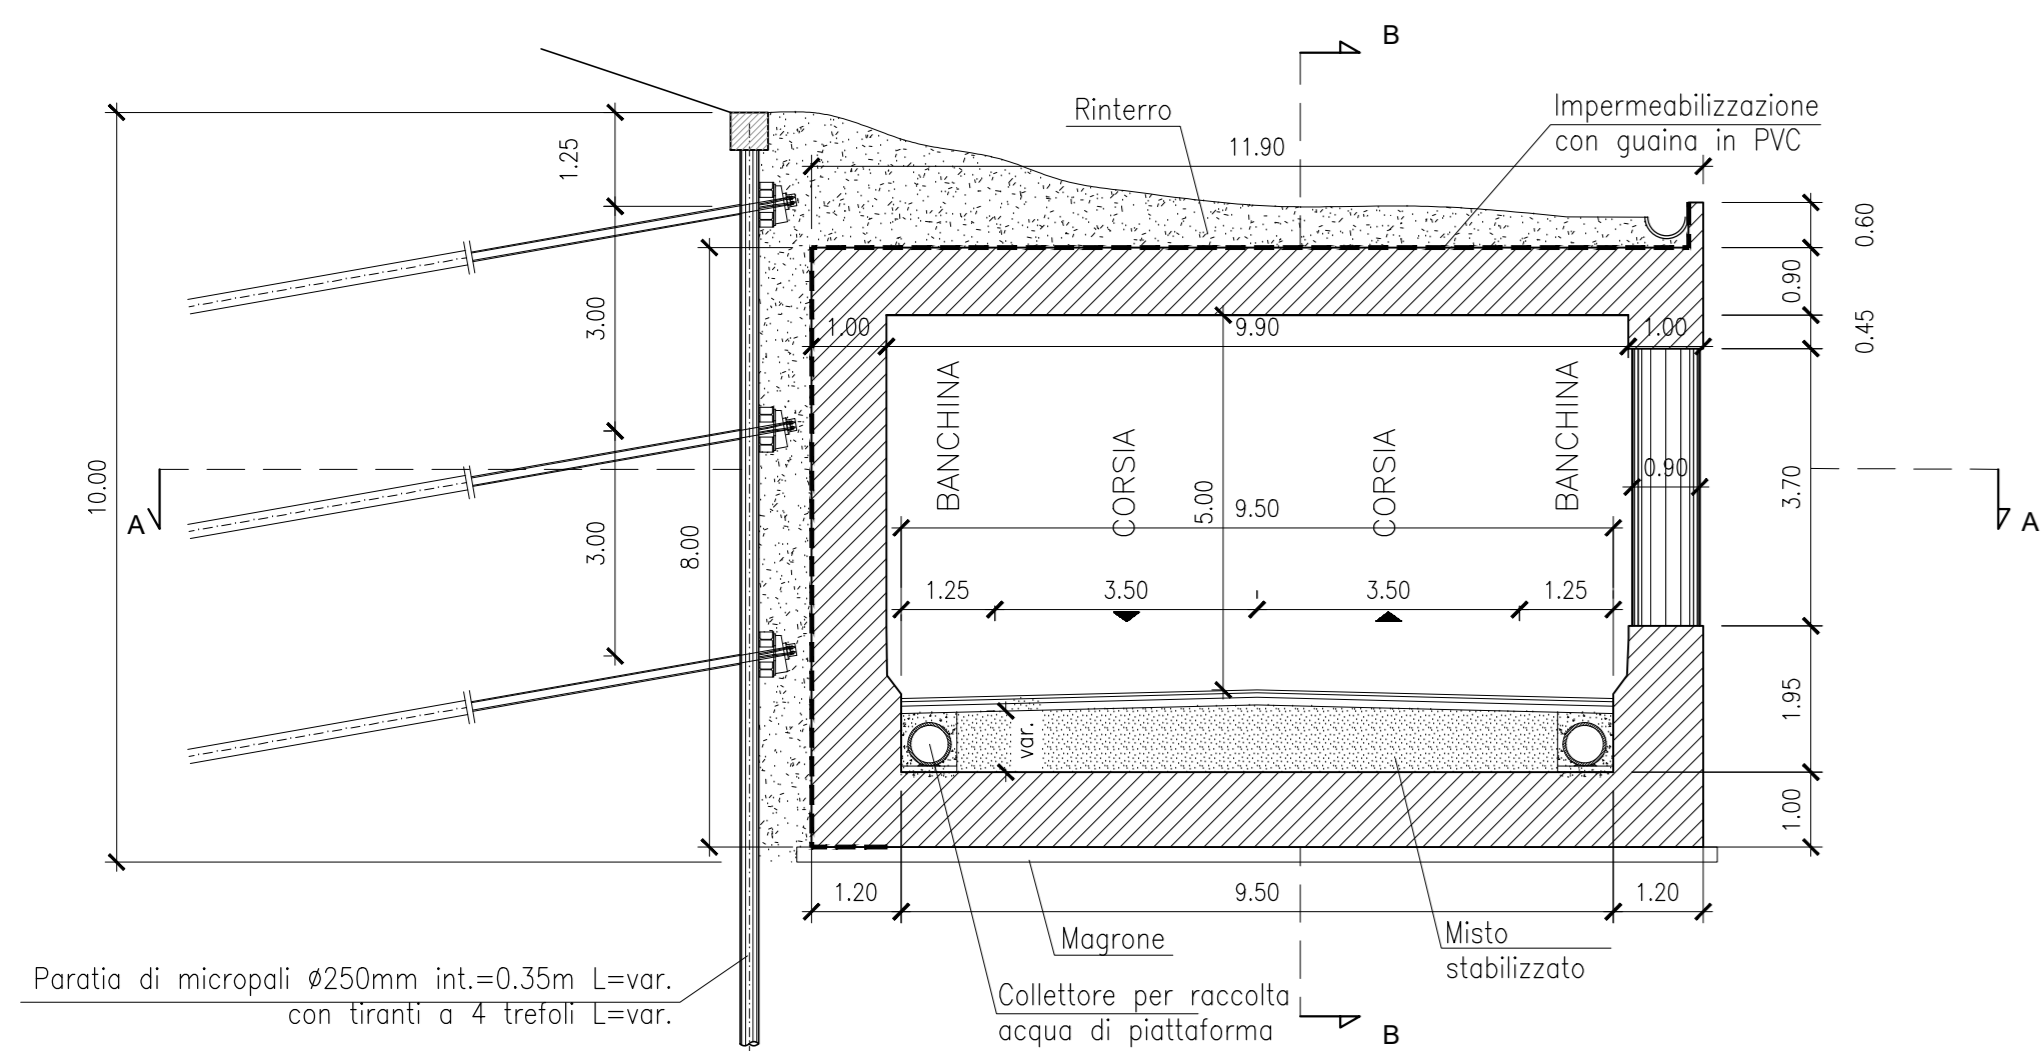 B
Rinterro
Impermeabilizzazione
con guaina in PVC
11.90
1.25
0.60
0.90
0.45
3.00
1.00
9.90
1.00
BANCHINA
CORSIA
CORSIA
BANCHINA
10.00
A
3.00
8.00
5.00
9.50
0.90
3.70
A
1.25
3.50
3.50
1.25
var.
1.95
1.00
1.20
9.50
1.20
Magrone
Misto
stabilizzato
Paratia di micropali ø250mm int.=0.35m L=var.
con tiranti a 4 trefoli L=var.
Collettore per raccolta
acqua di piattaforma
B